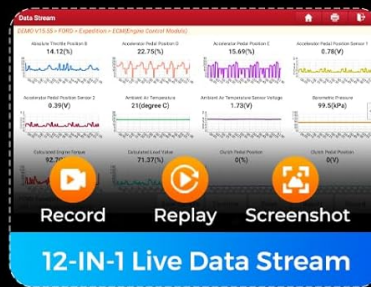 Data Stream
DEMO V15.55 > FORD > Expedition > ECM(Engine Control Module)
Absolute Throttle Position B
Accelerator Pedal Position D
Accelerator Pedal Position E
Accelerator Pedal Position Sensor 1
14.12(%)
22.75(%)
15.69(%)
0.78(V)
Accelerator Pedal Position Sensor 2
Ambient Air Temperature
Ambient Air Temperature Sensor Voltage
Barometric Pressure
0.39(V)
21(degree C)
1.73(V)
99.5(kPa)
Calculated Engine Torque
Calculated Load Value
Clutch Pedal Position
Clutch Pedal Position
71.37(%)
0(%)
0(V)
Record
Replay
Screenshot
12-IN-1 Live Data Stream